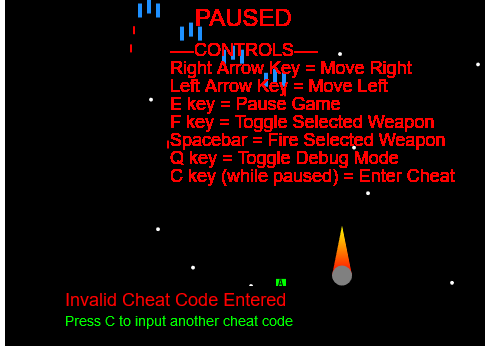 PAUSED
-----CONTROLS-----
Right Arrow Key = Move Right
Left Arrow Key = Move Left
E key = Pause Game
F key = Toggle Selected Weapon
Spacebar = Fire Selected Weapon
Q key = Toggle Debug Mode
C key (while paused) = Enter Cheat
Invalid Cheat Code Entered
Press C to input another cheat code